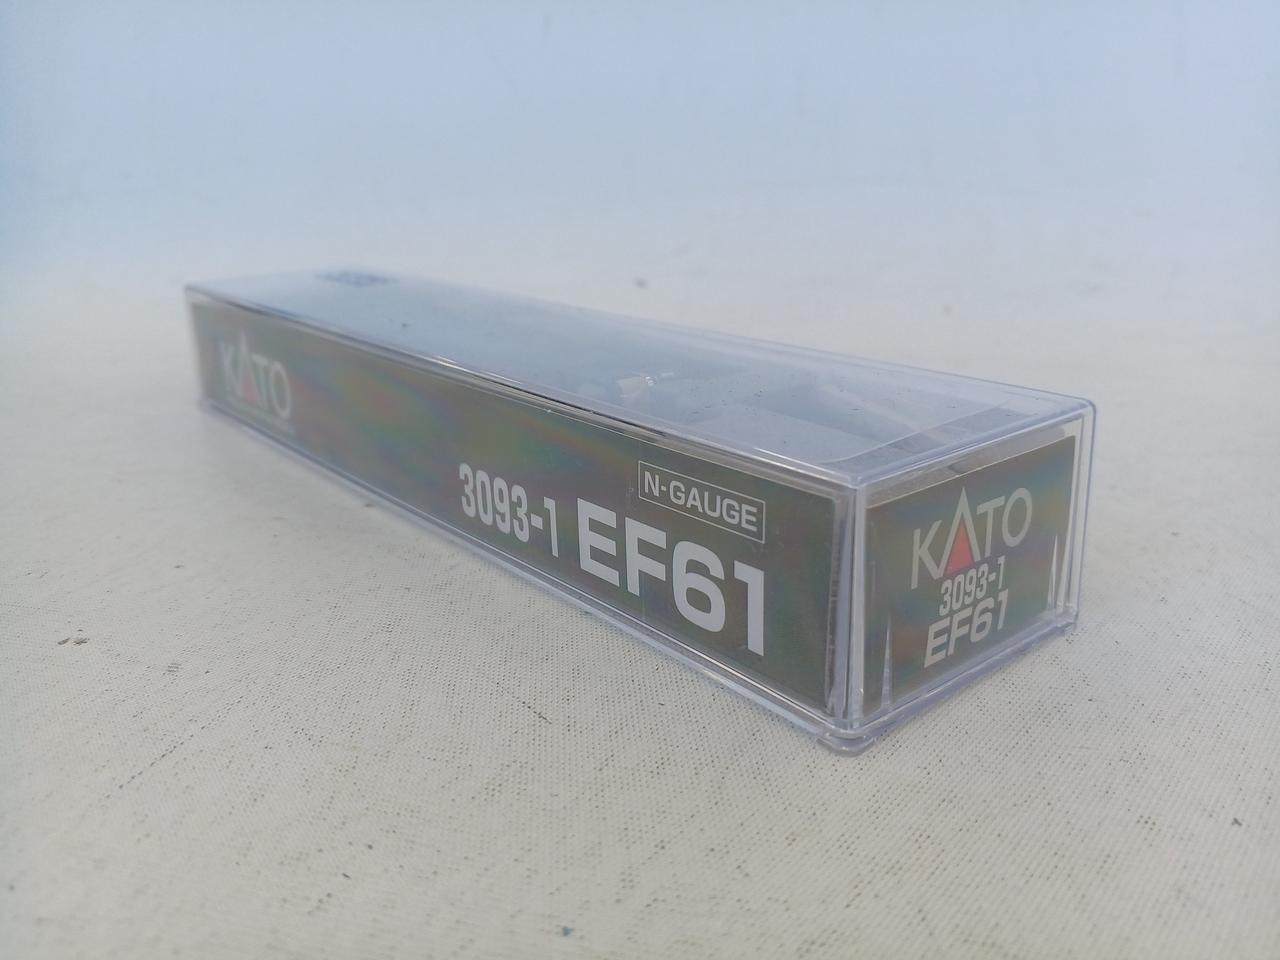 KATO
N-GAUGE
3093-1 EF61
KATO
3093-1
EF61